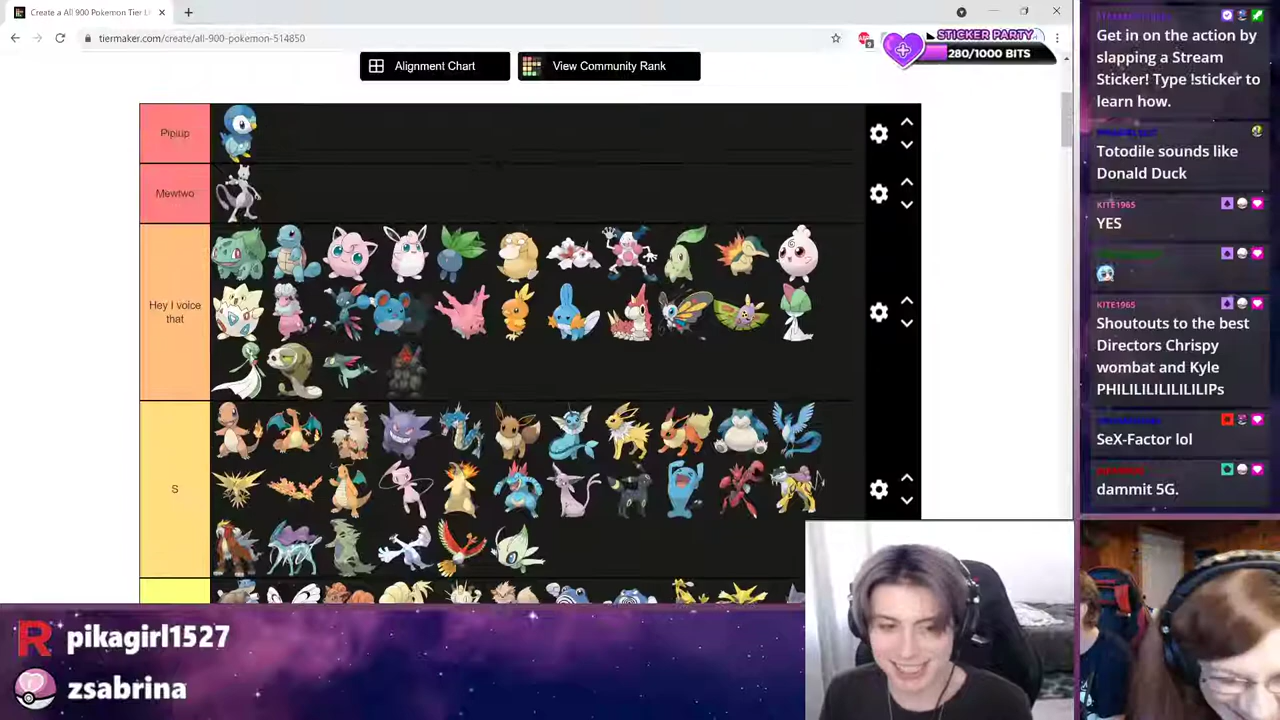 Create a All 900 Pokemon Tier Li
tiermaker.com/create/all-900-pokemon-514850
STICKER PARTY
280/1000 BITS
Alignment Chart
View Community Rank
Piplup
Mewtwo
Hey I voice
that
S
R pikagirl1527
zsabrina
Get in on the action by
slapping a Stream
Sticker! Type !sticker to
learn how.
Totodile sounds like
Donald Duck
KITE1965
YES
KITE1965
Shoutouts to the best
Directors Chrispy
wombat and Kyle
PHILILILILILILIPs
SeX-Factor lol
dammit 5G.